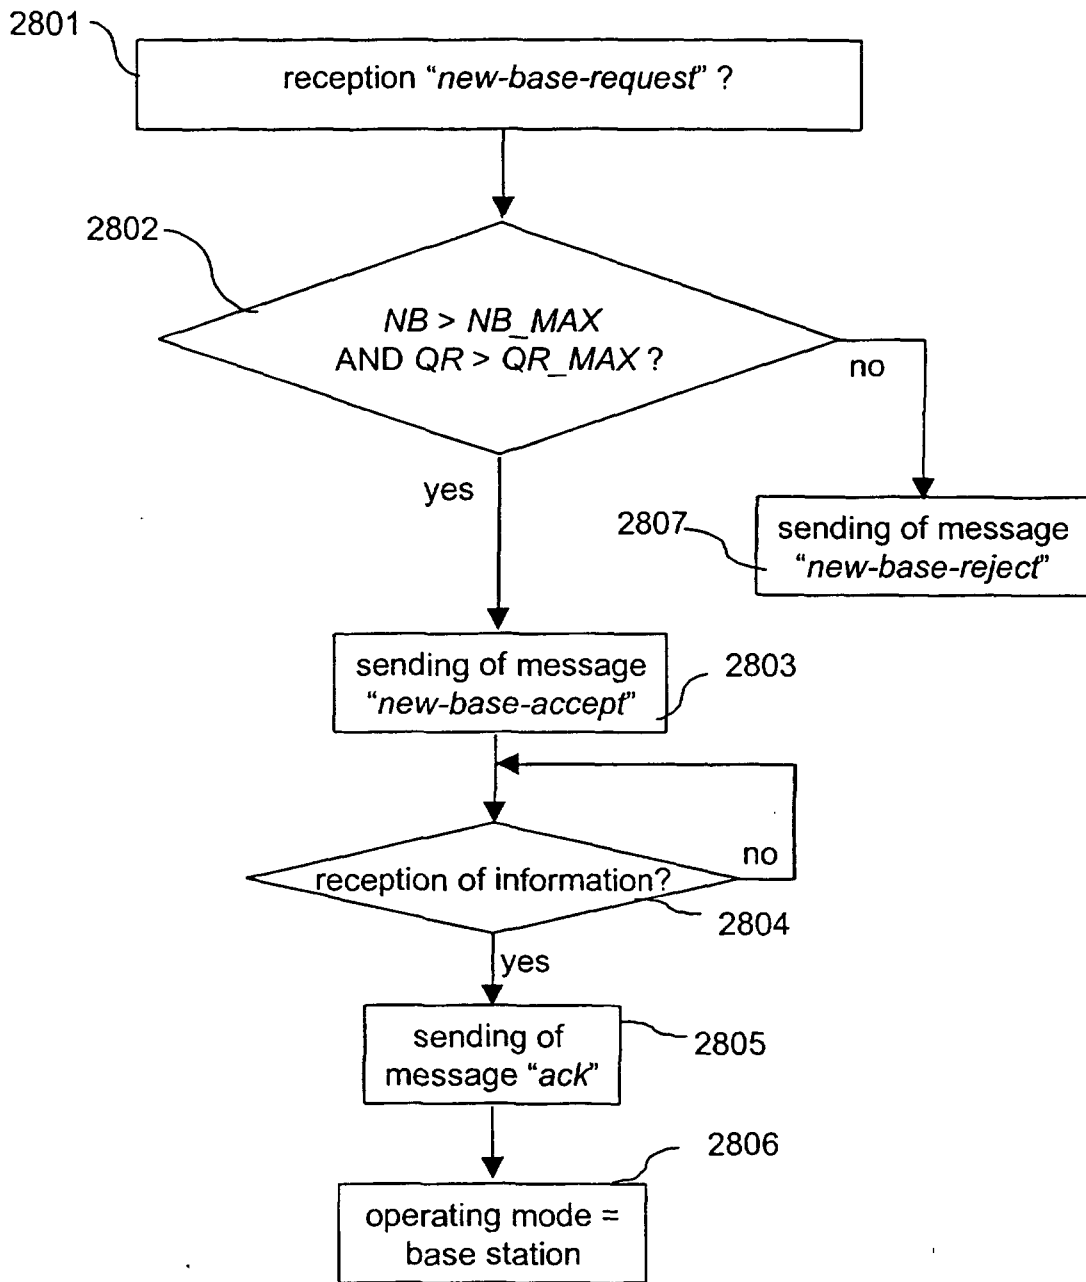 2801
reception “new-base-request” ?
2802
NB > NB_MAX
AND QR > QR_MAX ?
no
yes
2807
sending of message
“new-base-reject”
sending of message
“new-base-accept”
2803
no
reception of information?
2804
yes
sending of
message “ack”
2805
2806
operating mode =
base station